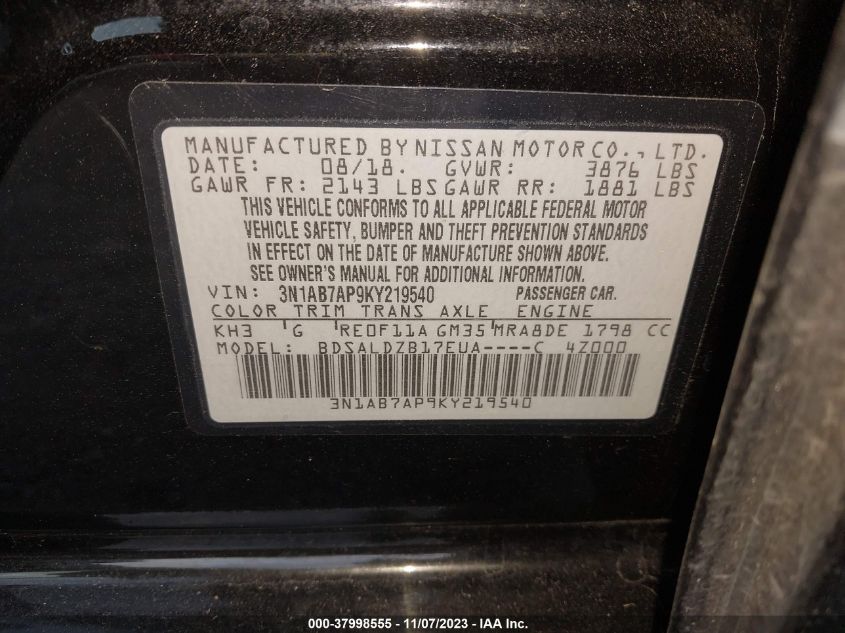 MANUFACTURED BY NISSAN MOTOR CO., LTD.
DATE: 08/18. GVWR: 3876 LBS
GAWR FR: 2143 LBS GAWR RR: 1881 LBS
THIS VEHICLE CONFORMS TO ALL APPLICABLE FEDERAL MOTOR
VEHICLE SAFETY, BUMPER AND THEFT PREVENTION STANDARDS
IN EFFECT ON THE DATE OF MANUFACTURE SHOWN ABOVE.
SEE OWNER'S MANUAL FOR ADDITIONAL INFORMATION.
VIN: 3N1AB7AP9KY219540 PASSENGER CAR.
COLOR TRIM TRANS AXLE ENGINE
KH3 'G 'RE0F11A GM35 'MRA8DE 1798 CC
MODEL: BDSALDZB17EUA----C 4Z000
3N1AB7AP9KY219540
000-37998555 — 11/07/2023 — IAA Inc.